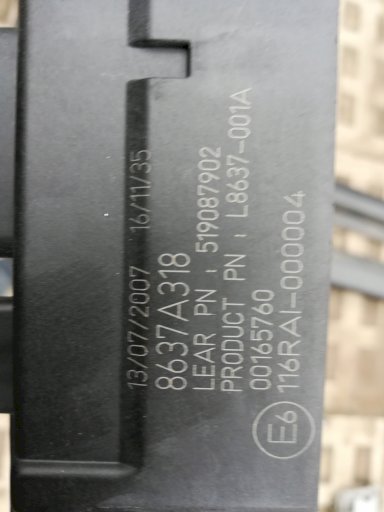 13/07/2007 16/11/35
8637A318
LEAR PN : 519087902
PRODUCT PN : L8637-001A
00165760
E6 116RAI-000004